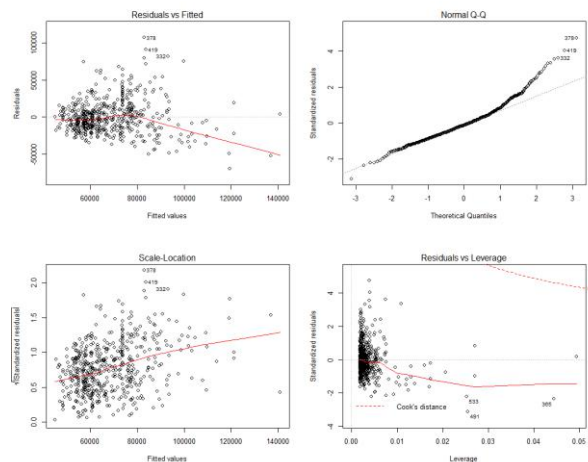 Residuals vs Fitted
Residuals
-50000 0 50000 100000
378
419
332
60000 80000 100000 120000 140000
Fitted values
Normal Q-Q
Standardized residuals
-2 0 2 4
378
419
332
-3 -2 -1 0 1 2 3
Theoretical Quantiles
Scale-Location
√|Standardized residuals|
0.0 0.5 1.0 1.5 2.0
378
419
332
60000 80000 100000 120000 140000
Fitted values
Residuals vs Leverage
Standardized residuals
-4 -2 0 2 4
Cook's distance
533
491
365
0.00 0.01 0.02 0.03 0.04 0.05
Leverage